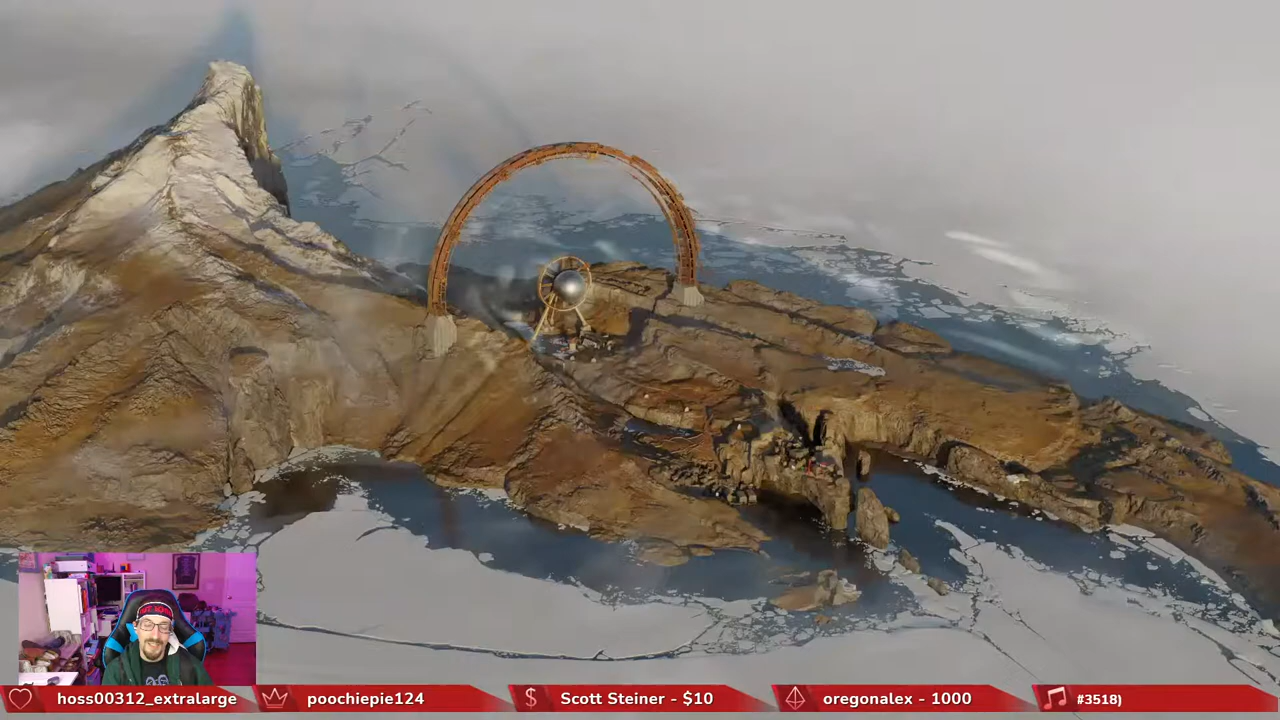 hoss00312_extralarge
poochiepie124
Scott Steiner - $10
oregonalex - 1000
#3518)